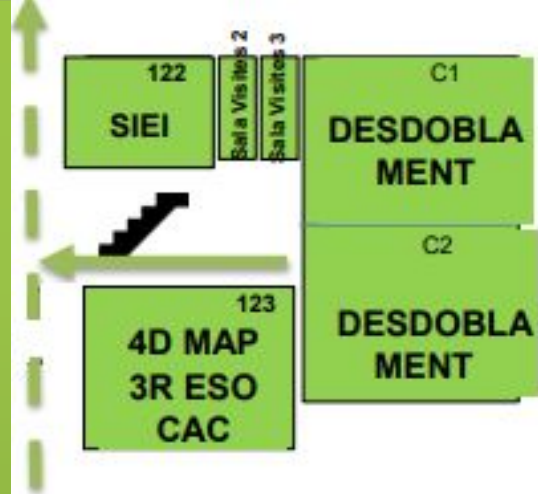 122
SIEI
Sala Visites 2
Sala Visites 3
C1
DESDOBLA
MENT
C2
DESDOBLA
MENT
123
4D MAP
3R ESO
CAC